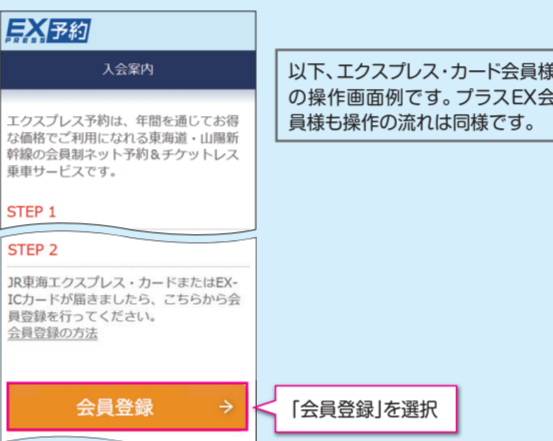 EX予約
PRESS
入会案内
エクスプレス予約は、年間を通じてお得
な価格でご利用になれる東海道・山陽新
幹線の会員制ネット予約&チケットレス
乗車サービスです。
STEP 1
STEP 2
JR東海エクスプレス・カードまたはEX-
ICカードが届きましたら、こちらから会
員登録を行ってください。
会員登録の方法
会員登録
以下、エクスプレス・カード会員様
の操作画面例です。プラスEX会
員様も操作の流れは同様です。
「会員登録」を選択